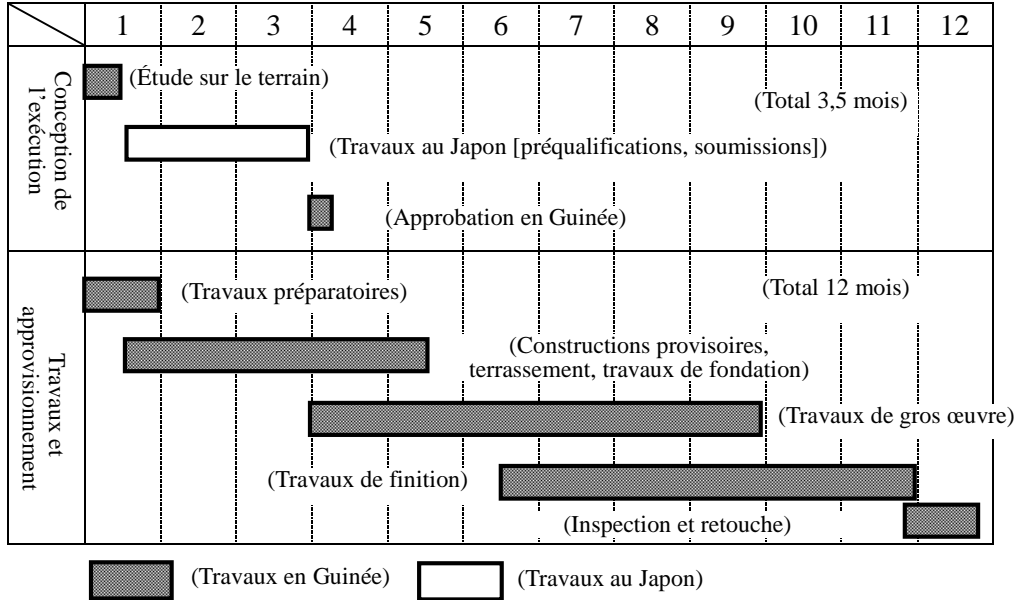 1 2 3 4 5 6 7 8 9 10 11 12
Conception de
l'exécution
(Étude sur le terrain)
(Total 3,5 mois)
(Travaux au Japon [préqualifications, soumissions])
(Approbation en Guinée)
Travaux et
approvisionnement
(Travaux préparatoires)
(Total 12 mois)
(Constructions provisoires,
terrassement, travaux de fondation)
(Travaux de gros œuvre)
(Travaux de finition)
(Inspection et retouche)
(Travaux en Guinée)
(Travaux au Japon)